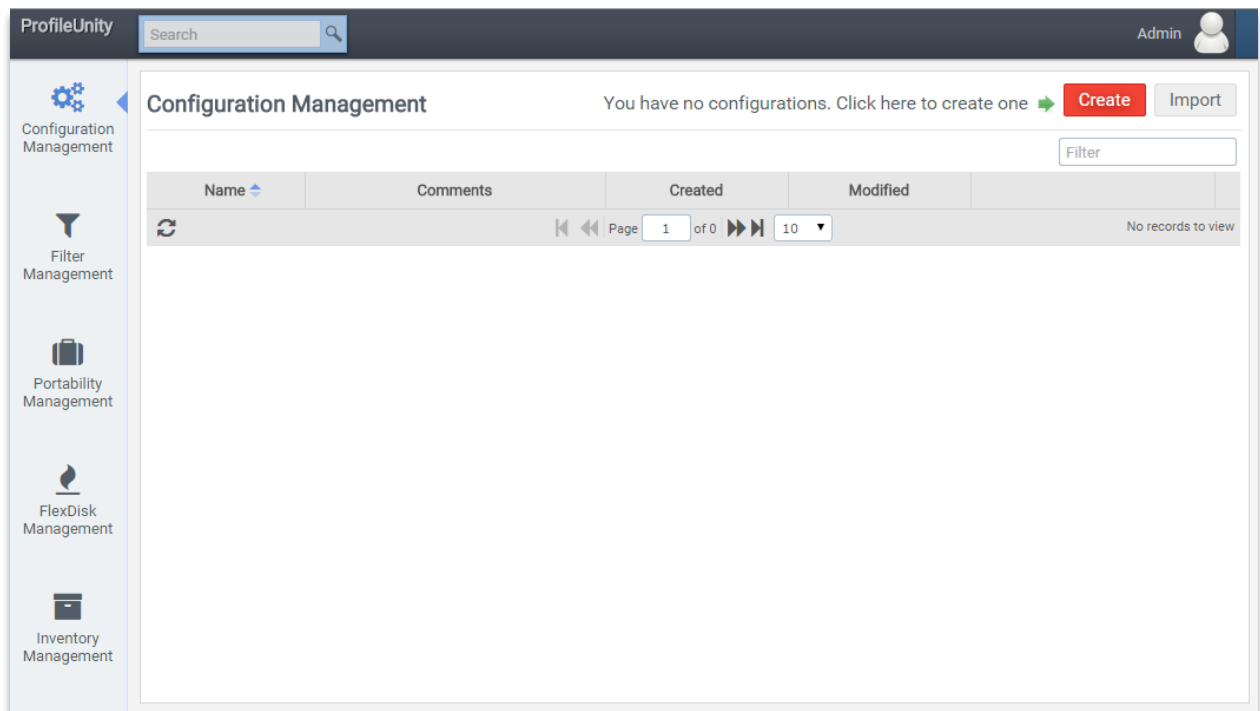 ProfileUnity
Search
Admin
Configuration
Management
Filter
Management
Portability
Management
FlexDisk
Management
Inventory
Management
Configuration Management
You have no configurations. Click here to create one
Create
Import
Filter
Name
Comments
Created
Modified
Page 1 of 0 10
No records to view